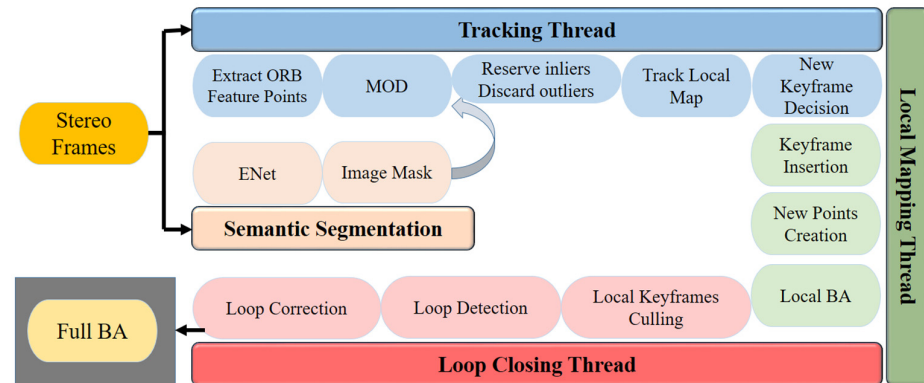 Tracking Thread
Extract ORB
Feature Points
MOD
Reserve inliers
Discard outliers
Track Local
Map
New
Keyframe
Decision
Stereo
Frames
ENet
Image Mask
Semantic Segmentation
Keyframe
Insertion
New Points
Creation
Local BA
Local Mapping Thread
Local Keyframes
Culling
Loop Detection
Loop Correction
Full BA
Loop Closing Thread